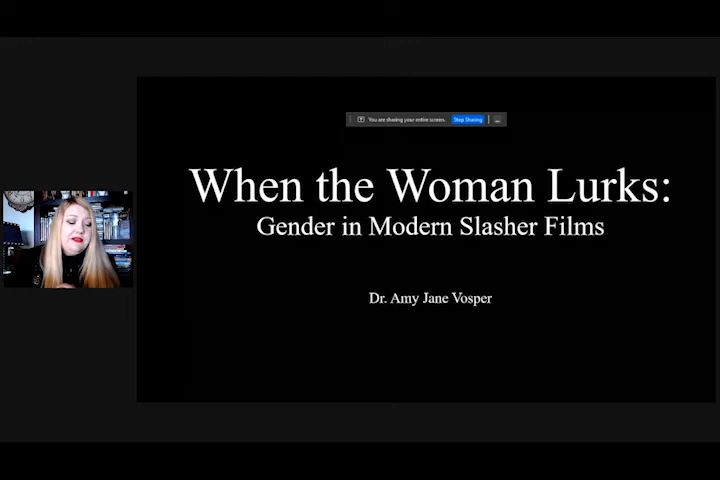 You are sharing your entire screen. Stop Sharing
When the Woman Lurks:
Gender in Modern Slasher Films
Dr. Amy Jane Vosper